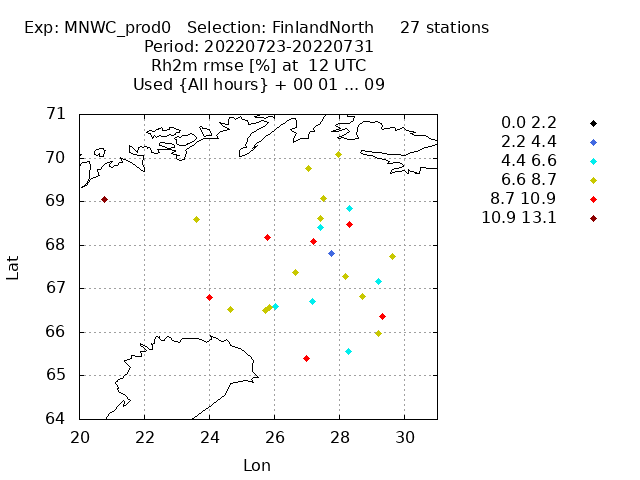 Exp: MNWC_prod0 Selection: FinlandNorth 27 stations
Period: 20220723-20220731
Rh2m rmse [%] at 12 UTC
Used {All hours} + 00 01 ... 09
71
70
69
68
67
66
65
64
Lat
20 22 24 26 28 30
Lon
0.0 2.2
2.2 4.4
4.4 6.6
6.6 8.7
8.7 10.9
10.9 13.1